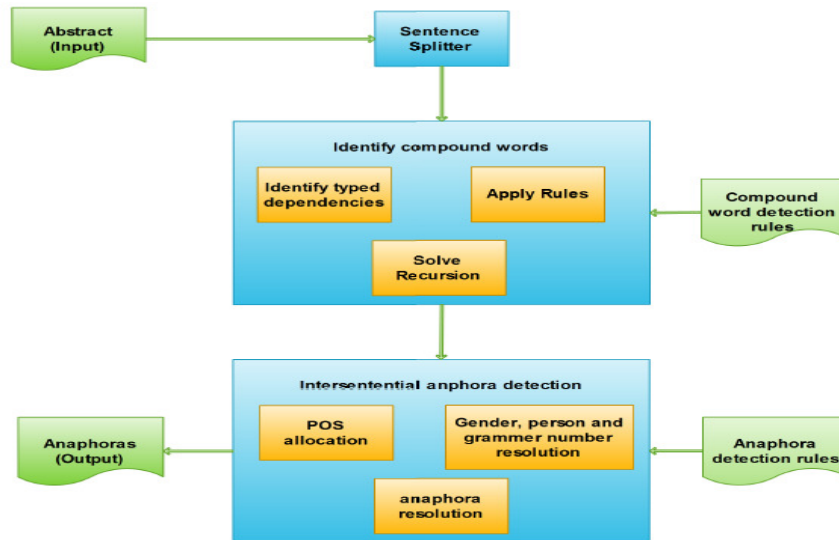 Abstract
(Input)
Sentence
Splitter
Identify compound words
Identify typed
dependencies
Apply Rules
Solve
Recursion
Compound
word detection
rules
Intersentential anphora detection
POS
allocation
Gender, person and
grammer number
resolution
anaphora
resolution
Anaphoras
(Output)
Anaphora
detection rules